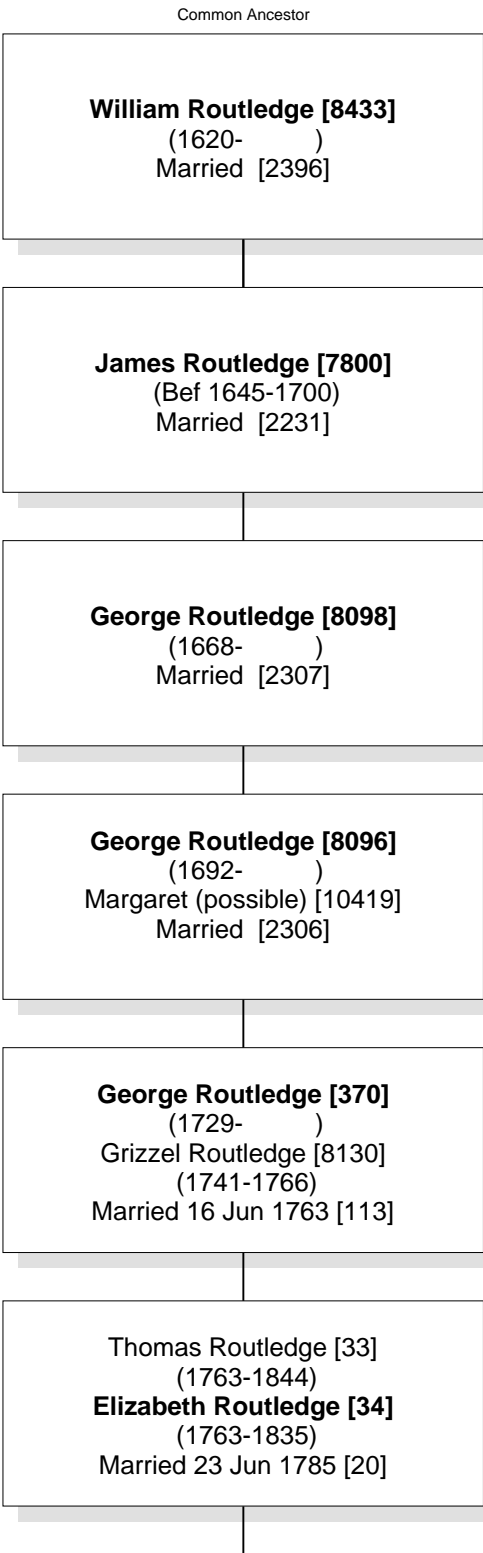 Common Ancestor
William Routledge [8433]
(1620- )
Married [2396]
James Routledge [7800]
(Bef 1645-1700)
Married [2231]
George Routledge [8098]
(1668- )
Married [2307]
George Routledge [8096]
(1692- )
Margaret (possible) [10419]
Married [2306]
George Routledge [370]
(1729- )
Grizzel Routledge [8130]
(1741-1766)
Married 16 Jun 1763 [113]
Thomas Routledge [33]
(1763-1844)
Elizabeth Routledge [34]
(1763-1835)
Married 23 Jun 1785 [20]